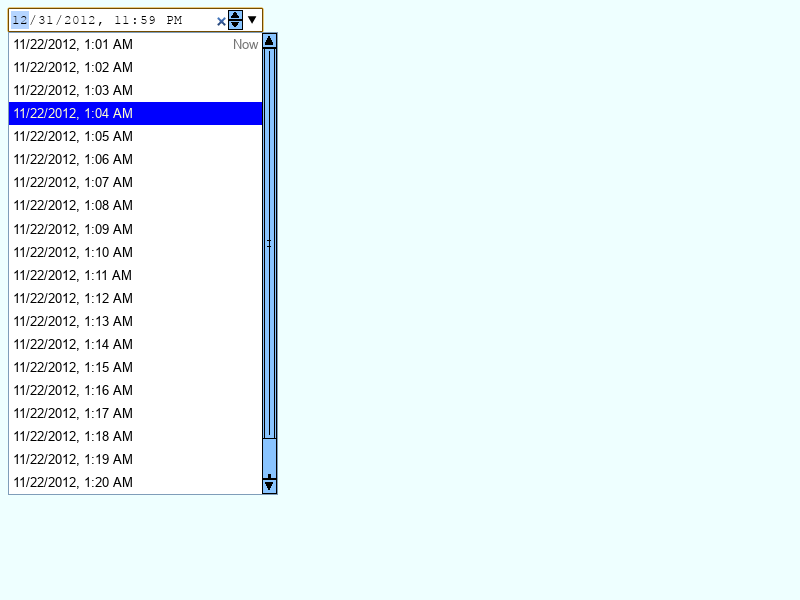 12/31/2012, 11:59 PM
11/22/2012, 1:01 AM Now
11/22/2012, 1:02 AM
11/22/2012, 1:03 AM
11/22/2012, 1:04 AM
11/22/2012, 1:05 AM
11/22/2012, 1:06 AM
11/22/2012, 1:07 AM
11/22/2012, 1:08 AM
11/22/2012, 1:09 AM
11/22/2012, 1:10 AM
11/22/2012, 1:11 AM
11/22/2012, 1:12 AM
11/22/2012, 1:13 AM
11/22/2012, 1:14 AM
11/22/2012, 1:15 AM
11/22/2012, 1:16 AM
11/22/2012, 1:17 AM
11/22/2012, 1:18 AM
11/22/2012, 1:19 AM
11/22/2012, 1:20 AM